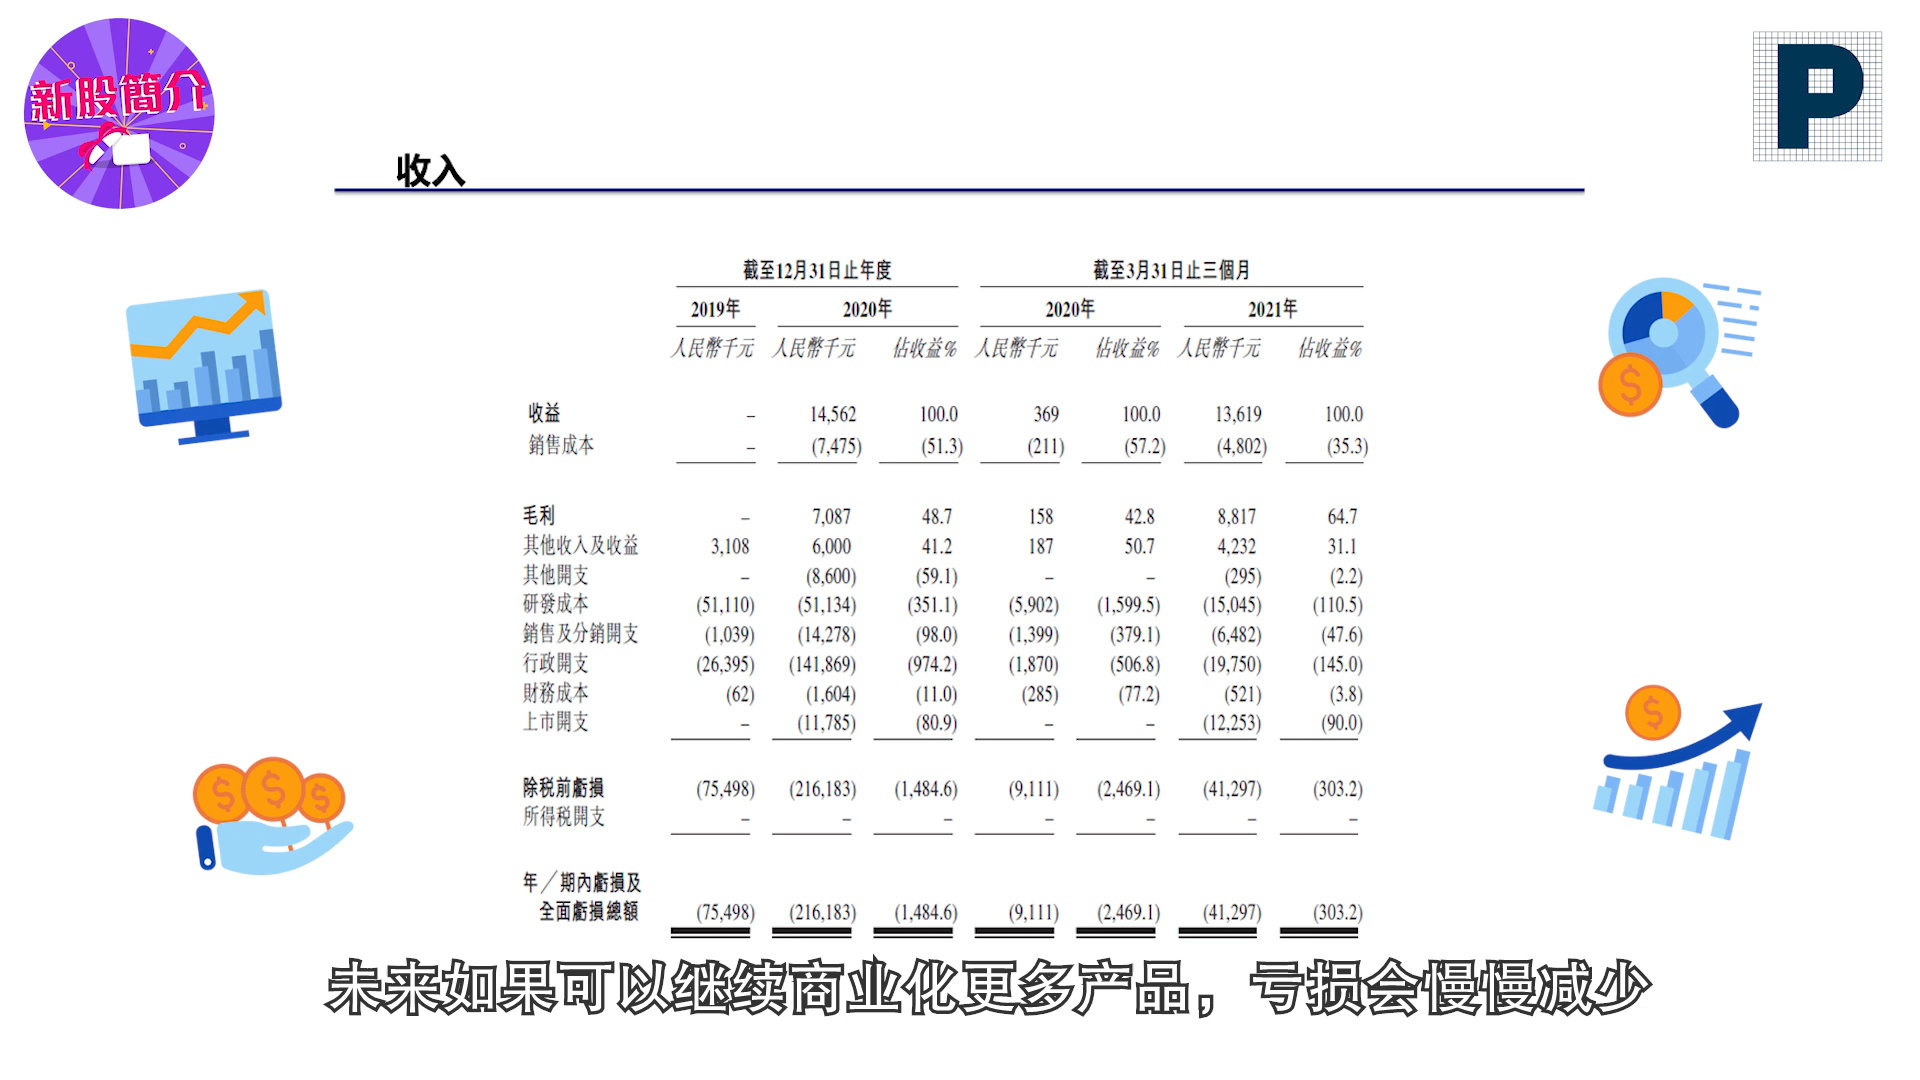 新股簡介
P
收入
截至12月31日止年度 截至3月31日止三個月
2019年 2020年 2020年 2021年
人民幣千元 人民幣千元 佔收益% 人民幣千元 佔收益% 人民幣千元 佔收益%
收益 – 14,562 100.0 369 100.0 13,619 100.0
銷售成本 – (7,475) (51.3) (211) (57.2) (4,802) (35.3)
毛利 – 7,087 48.7 158 42.8 8,817 64.7
其他收入及收益 3,108 6,000 41.2 187 50.7 4,232 31.1
其他開支 – (8,600) (59.1) – – (295) (2.2)
研發成本 (51,110) (51,134) (351.1) (5,902) (1,599.5) (15,045) (110.5)
銷售及分銷開支 (1,039) (14,278) (98.0) (1,399) (379.1) (6,482) (47.6)
行政開支 (26,395) (141,869) (974.2) (1,870) (506.8) (19,750) (145.0)
財務成本 (62) (1,604) (11.0) (285) (77.2) (521) (3.8)
上市開支 – (11,785) (80.9) – – (12,253) (90.0)
除税前虧損 (75,498) (216,183) (1,484.6) (9,111) (2,469.1) (41,297) (303.2)
所得税開支 – – – – – – –
年／期內虧損及
全面虧損總額 (75,498) (216,183) (1,484.6) (9,111) (2,469.1) (41,297) (303.2)
未来如果可以继续商业化更多产品，亏损会慢慢减少